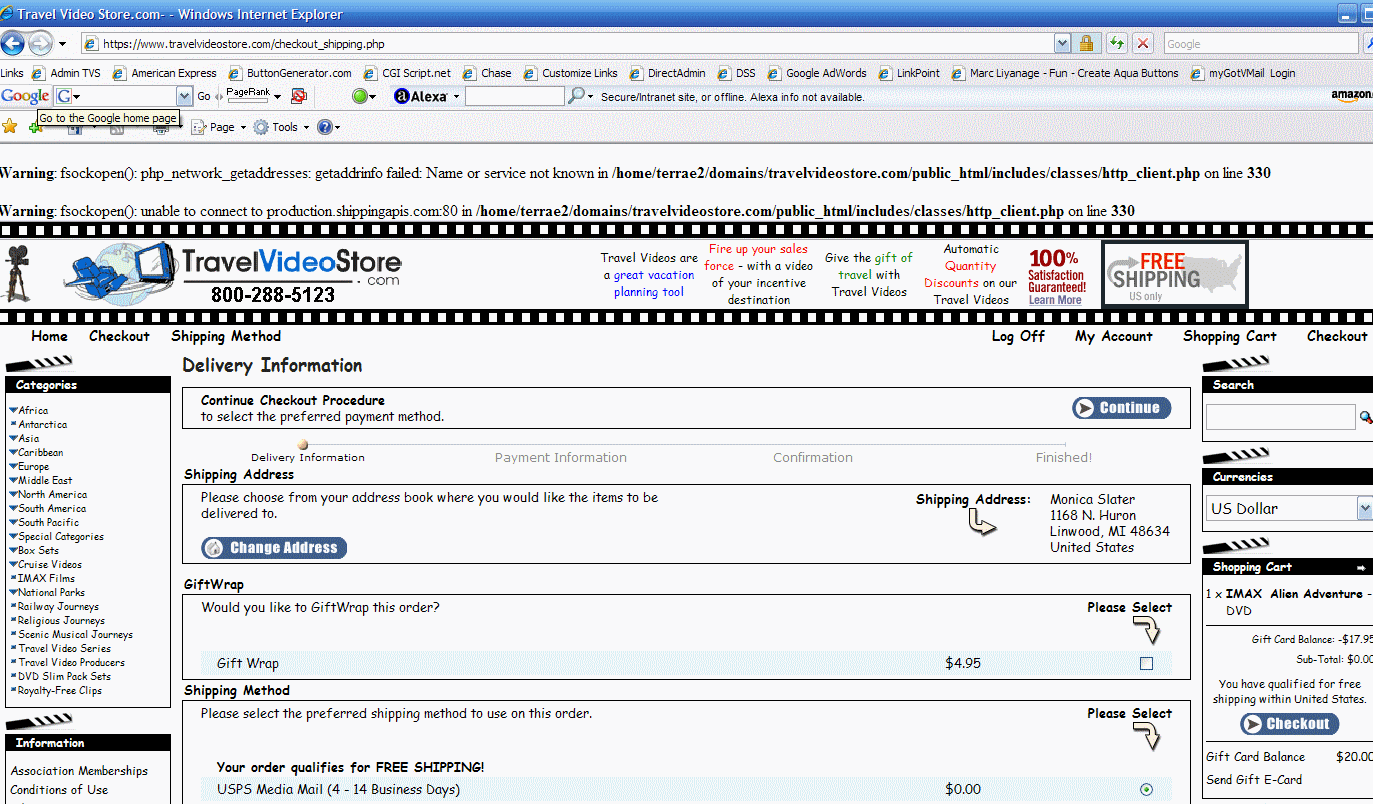 Travel Video Store.com- - Windows Internet Explorer
https://www.travelvideostore.com/checkout_shipping.php
Google
Links Admin TVS American Express ButtonGenerator.com CGI Script.net Chase Customize Links DirectAdmin DSS Google AdWords LinkPoint Marc Liyanage - Fun - Create Aqua Buttons myGotVMail Login
Google G Go PageRank Alexa Secure/Intranet site, or offline. Alexa info not available. amazon
Go to the Google home page
Page Tools
Warning: fsockopen(): php_network_getaddresses: getaddrinfo failed: Name or service not known in /home/terrae2/domains/travelvideostore.com/public_html/includes/classes/http_client.php on line 330
Warning: fsockopen(): unable to connect to production.shippingapis.com:80 in /home/terrae2/domains/travelvideostore.com/public_html/includes/classes/http_client.php on line 330
TravelVideoStore
.com
800-288-5123
Travel Videos are
a great vacation
planning tool
Fire up your sales
force - with a video
of your incentive
destination
Give the gift of
travel with
Travel Videos
Automatic
Quantity
Discounts on our
Travel Videos
100%
Satisfaction
Guaranteed!
Learn More
FREE
SHIPPING
US only
Home Checkout Shipping Method Log Off My Account Shopping Cart Checkout
Categories
Africa
Antarctica
Asia
Caribbean
Europe
Middle East
North America
South America
South Pacific
Special Categories
Box Sets
Cruise Videos
IMAX Films
National Parks
Railway Journeys
Religious Journeys
Scenic Musical Journeys
Travel Video Series
Travel Video Producers
DVD Slim Pack Sets
Royalty-Free Clips
Information
Association Memberships
Conditions of Use
Delivery Information
Continue Checkout Procedure
to select the preferred payment method.
Continue
Delivery Information Payment Information Confirmation Finished!
Shipping Address
Please choose from your address book where you would like the items to be
delivered to.
Change Address
Shipping Address:
Monica Slater
1168 N. Huron
Linwood, MI 48634
United States
GiftWrap
Would you like to GiftWrap this order? Please Select
Gift Wrap $4.95
Shipping Method
Please select the preferred shipping method to use on this order. Please Select
Your order qualifies for FREE SHIPPING!
USPS Media Mail (4 - 14 Business Days) $0.00
Search
Currencies
US Dollar
Shopping Cart
1 x IMAX Alien Adventure -
DVD
Gift Card Balance: -$17.95
Sub-Total: $0.00
You have qualified for free
shipping within United States.
Checkout
Gift Card Balance $20.00
Send Gift E-Card